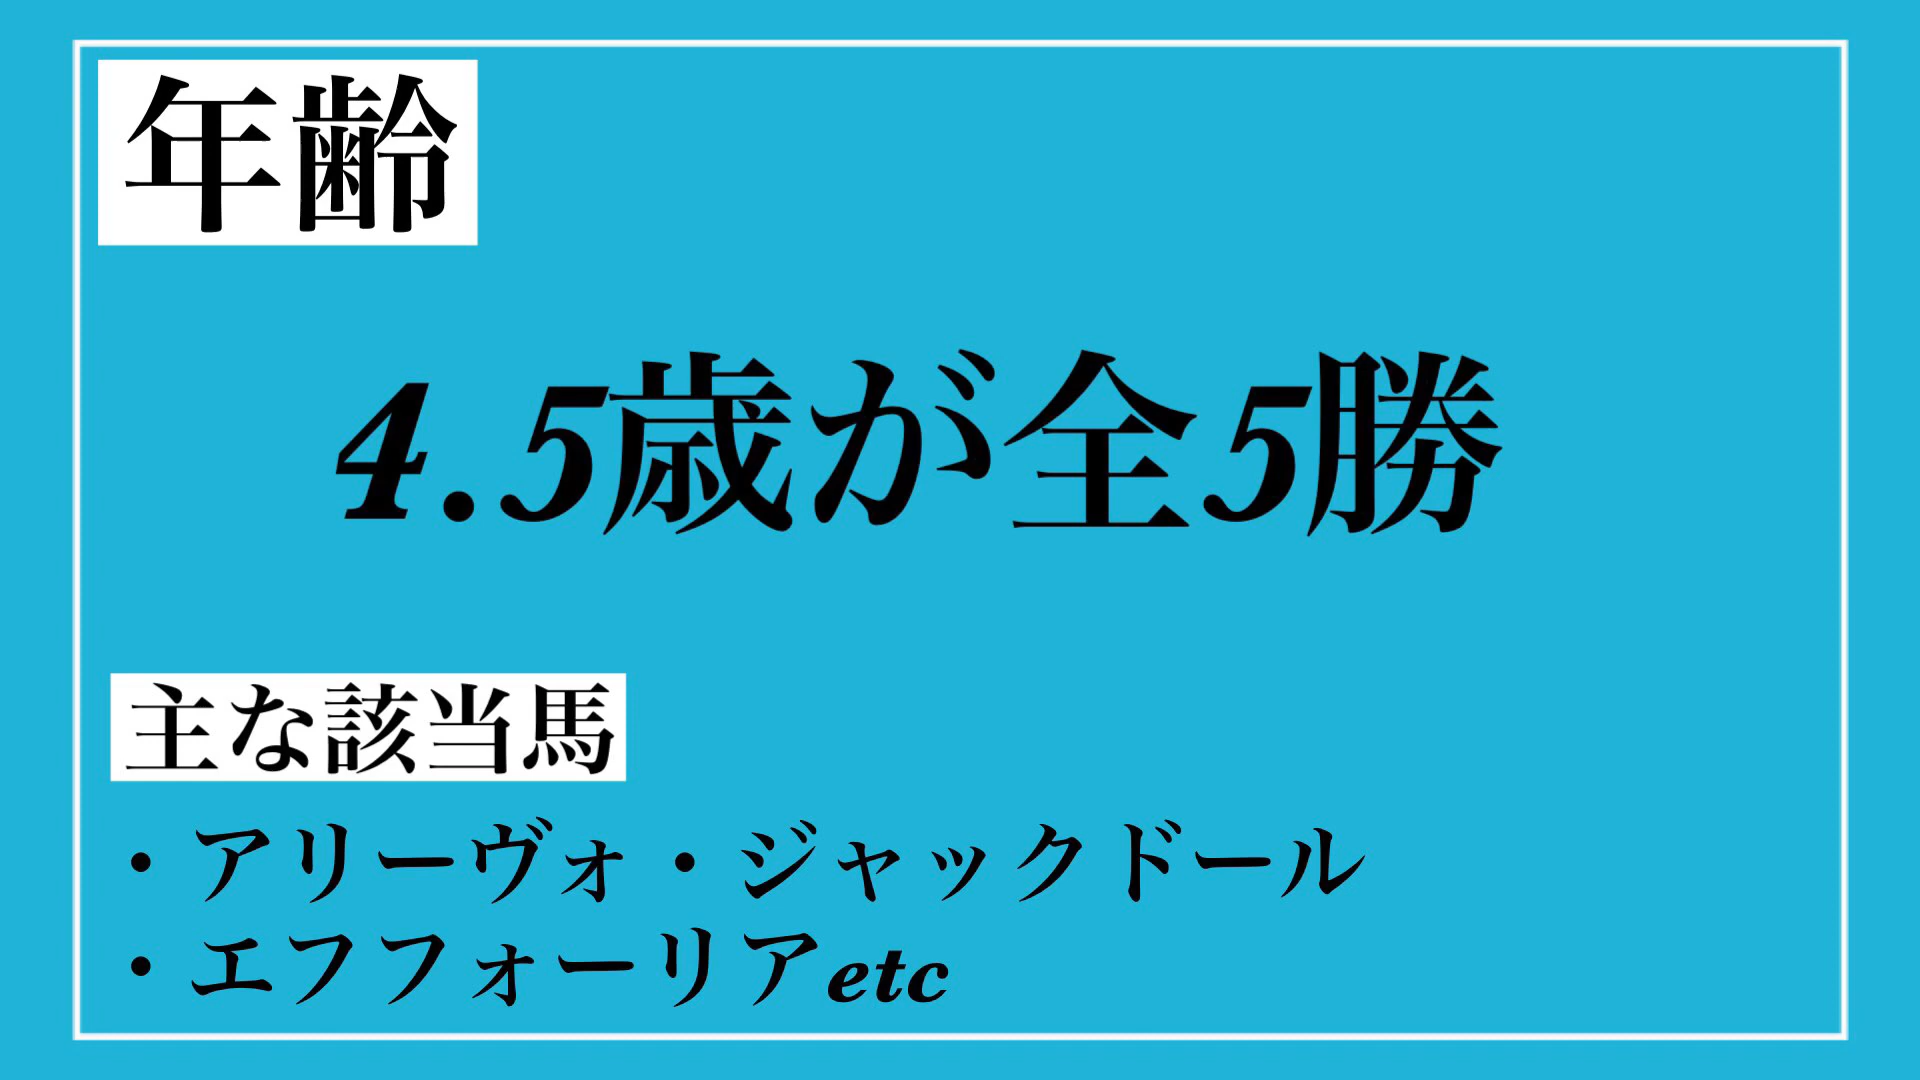 年齢
4.5歳が全5勝
主な該当馬
・アリーヴォ・ジャックドール
・エフフォーリアetc